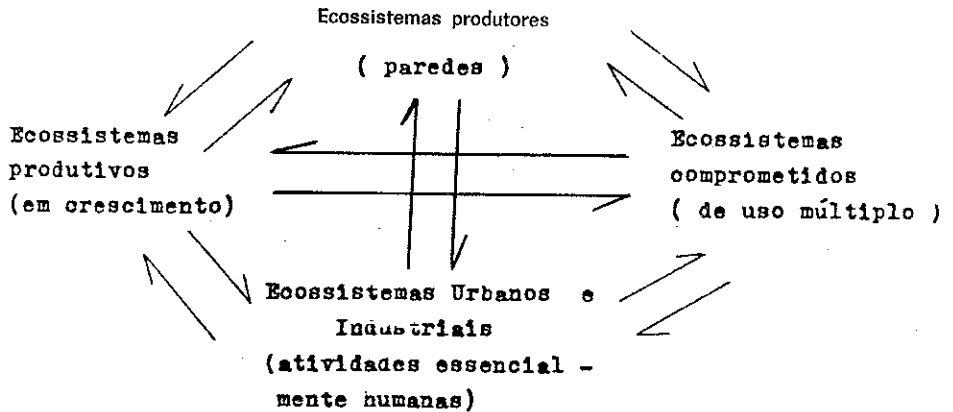 Ecossistemas produtores
( paredes )
Ecossistemas
produtivos
(em crescimento)
Ecossistemas
comprometidos
( de uso múltiplo )
Ecossistemas Urbanos e
Industriais
(atividades essencial -
mente humanas)